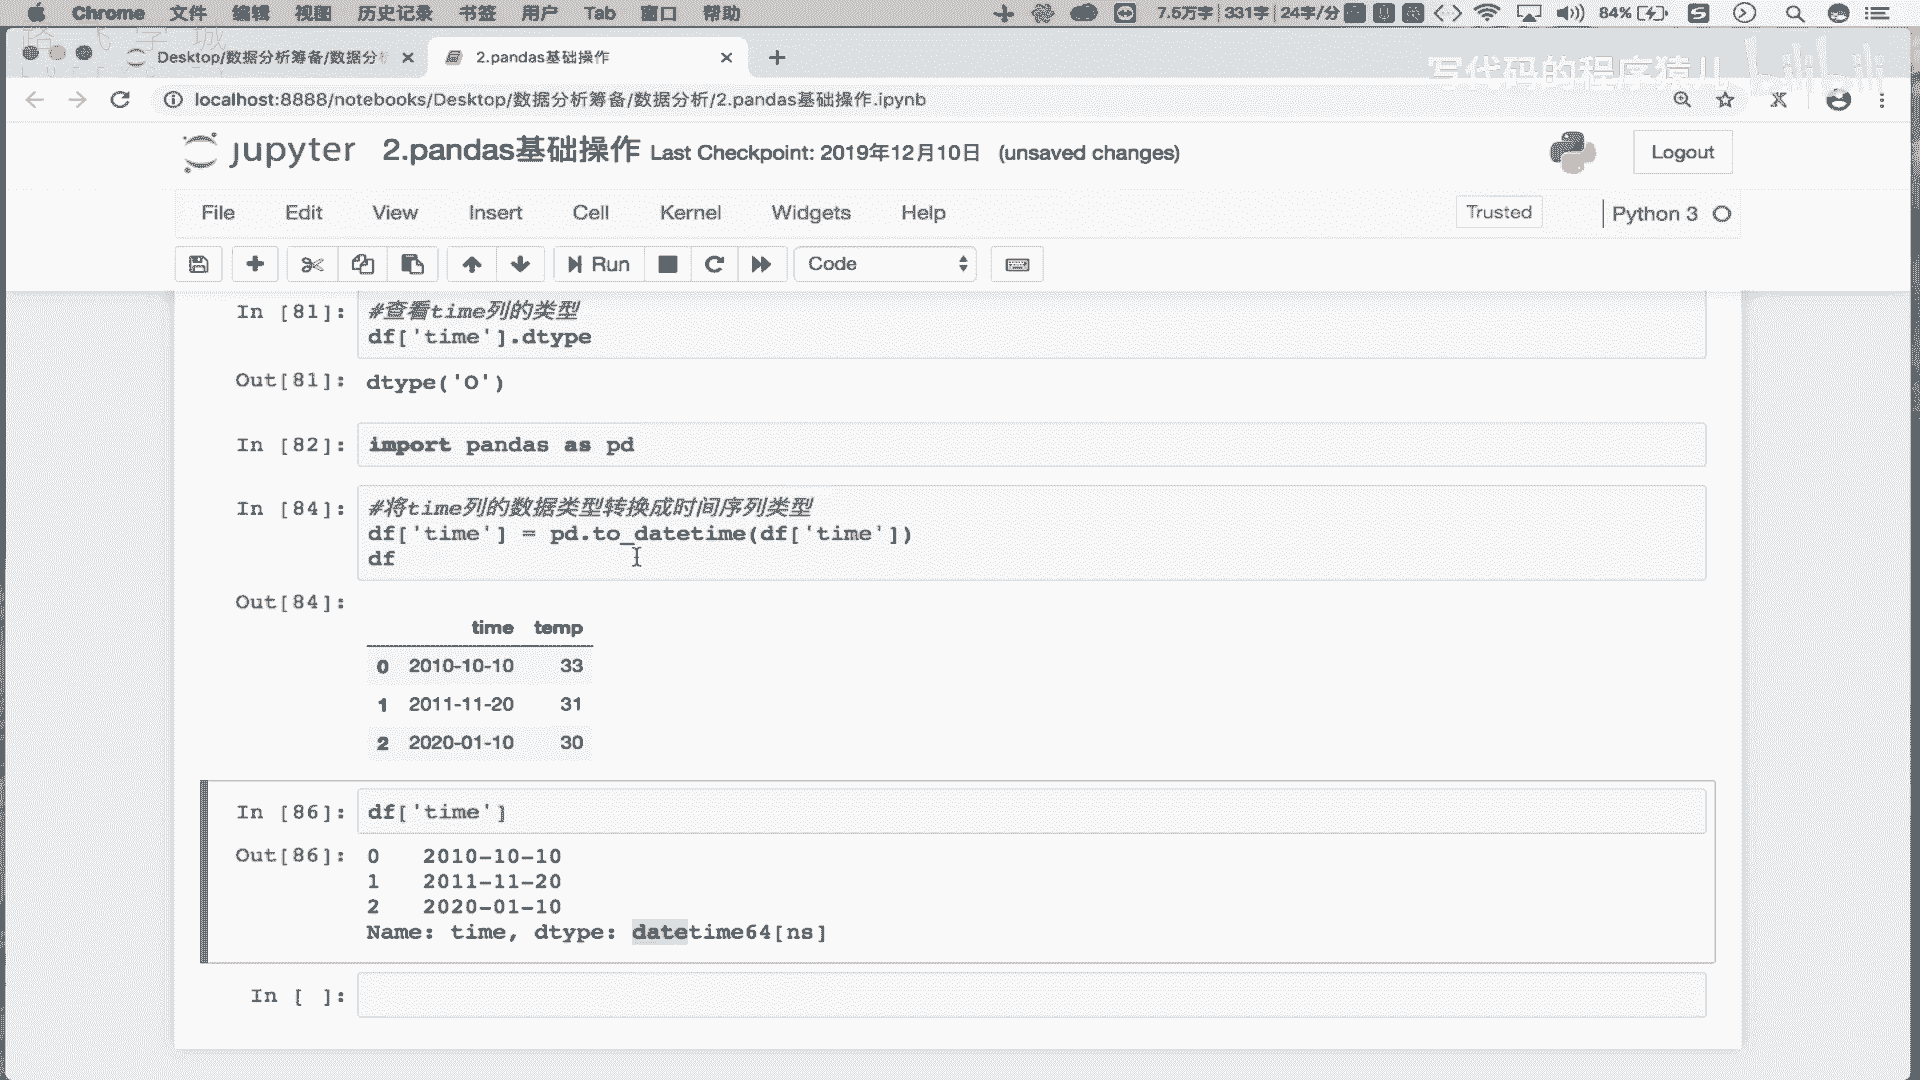 Chrome 文件 编辑 视图 历史记录 书签 用户 Tab 窗口 帮助 7.5万字 331字 24字/分 84%
路飞学城
Desktop/数据分析筹备/数据分析 2.pandas基础操作
写代码的程序猿儿 bilibili
localhost:8888/notebooks/Desktop/数据分析筹备/数据分析/2.pandas基础操作.ipynb
jupyter 2.pandas基础操作 Last Checkpoint: 2019年12月10日 (unsaved changes) Logout
File Edit View Insert Cell Kernel Widgets Help Trusted Python 3
Run Code
In [81]: #查看time列的类型
df['time'].dtype
Out[81]: dtype('O')
In [82]: import pandas as pd
In [84]: #将time列的数据类型转换成时间序列类型
df['time'] = pd.to_datetime(df['time'])
df
Out[84]:
time temp
0 2010-10-10 33
1 2011-11-20 31
2 2020-01-10 30
In [86]: df['time']
Out[86]: 0 2010-10-10
1 2011-11-20
2 2020-01-10
Name: time, dtype: datetime64[ns]
In [ ]: